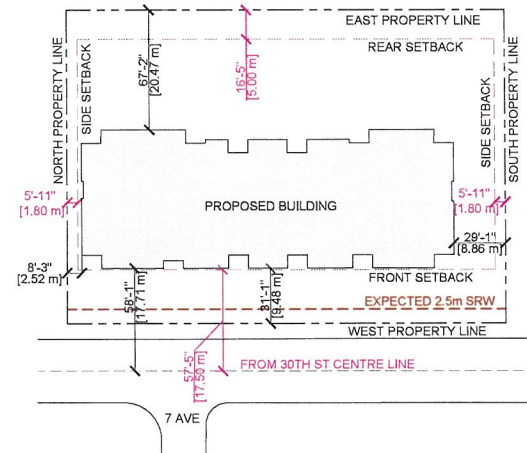 EAST PROPERTY LINE
REAR SETBACK
67'-2"
[20.47 m]
16'-5"
[5.00 m]
NORTH PROPERTY LINE
SIDE SETBACK
SIDE SETBACK
SOUTH PROPERTY LINE
5'-11"
[1.80 m]
PROPOSED BUILDING
5'-11"
[1.80 m]
29'-1"
[8.86 m]
8'-3"
[2.52 m]
FRONT SETBACK
58'-1"
[17.71 m]
31'-1"
[9.48 m]
EXPECTED 2.5m SRW
WEST PROPERTY LINE
57'-5"
[17.50 m]
FROM 30TH ST CENTRE LINE
7 AVE